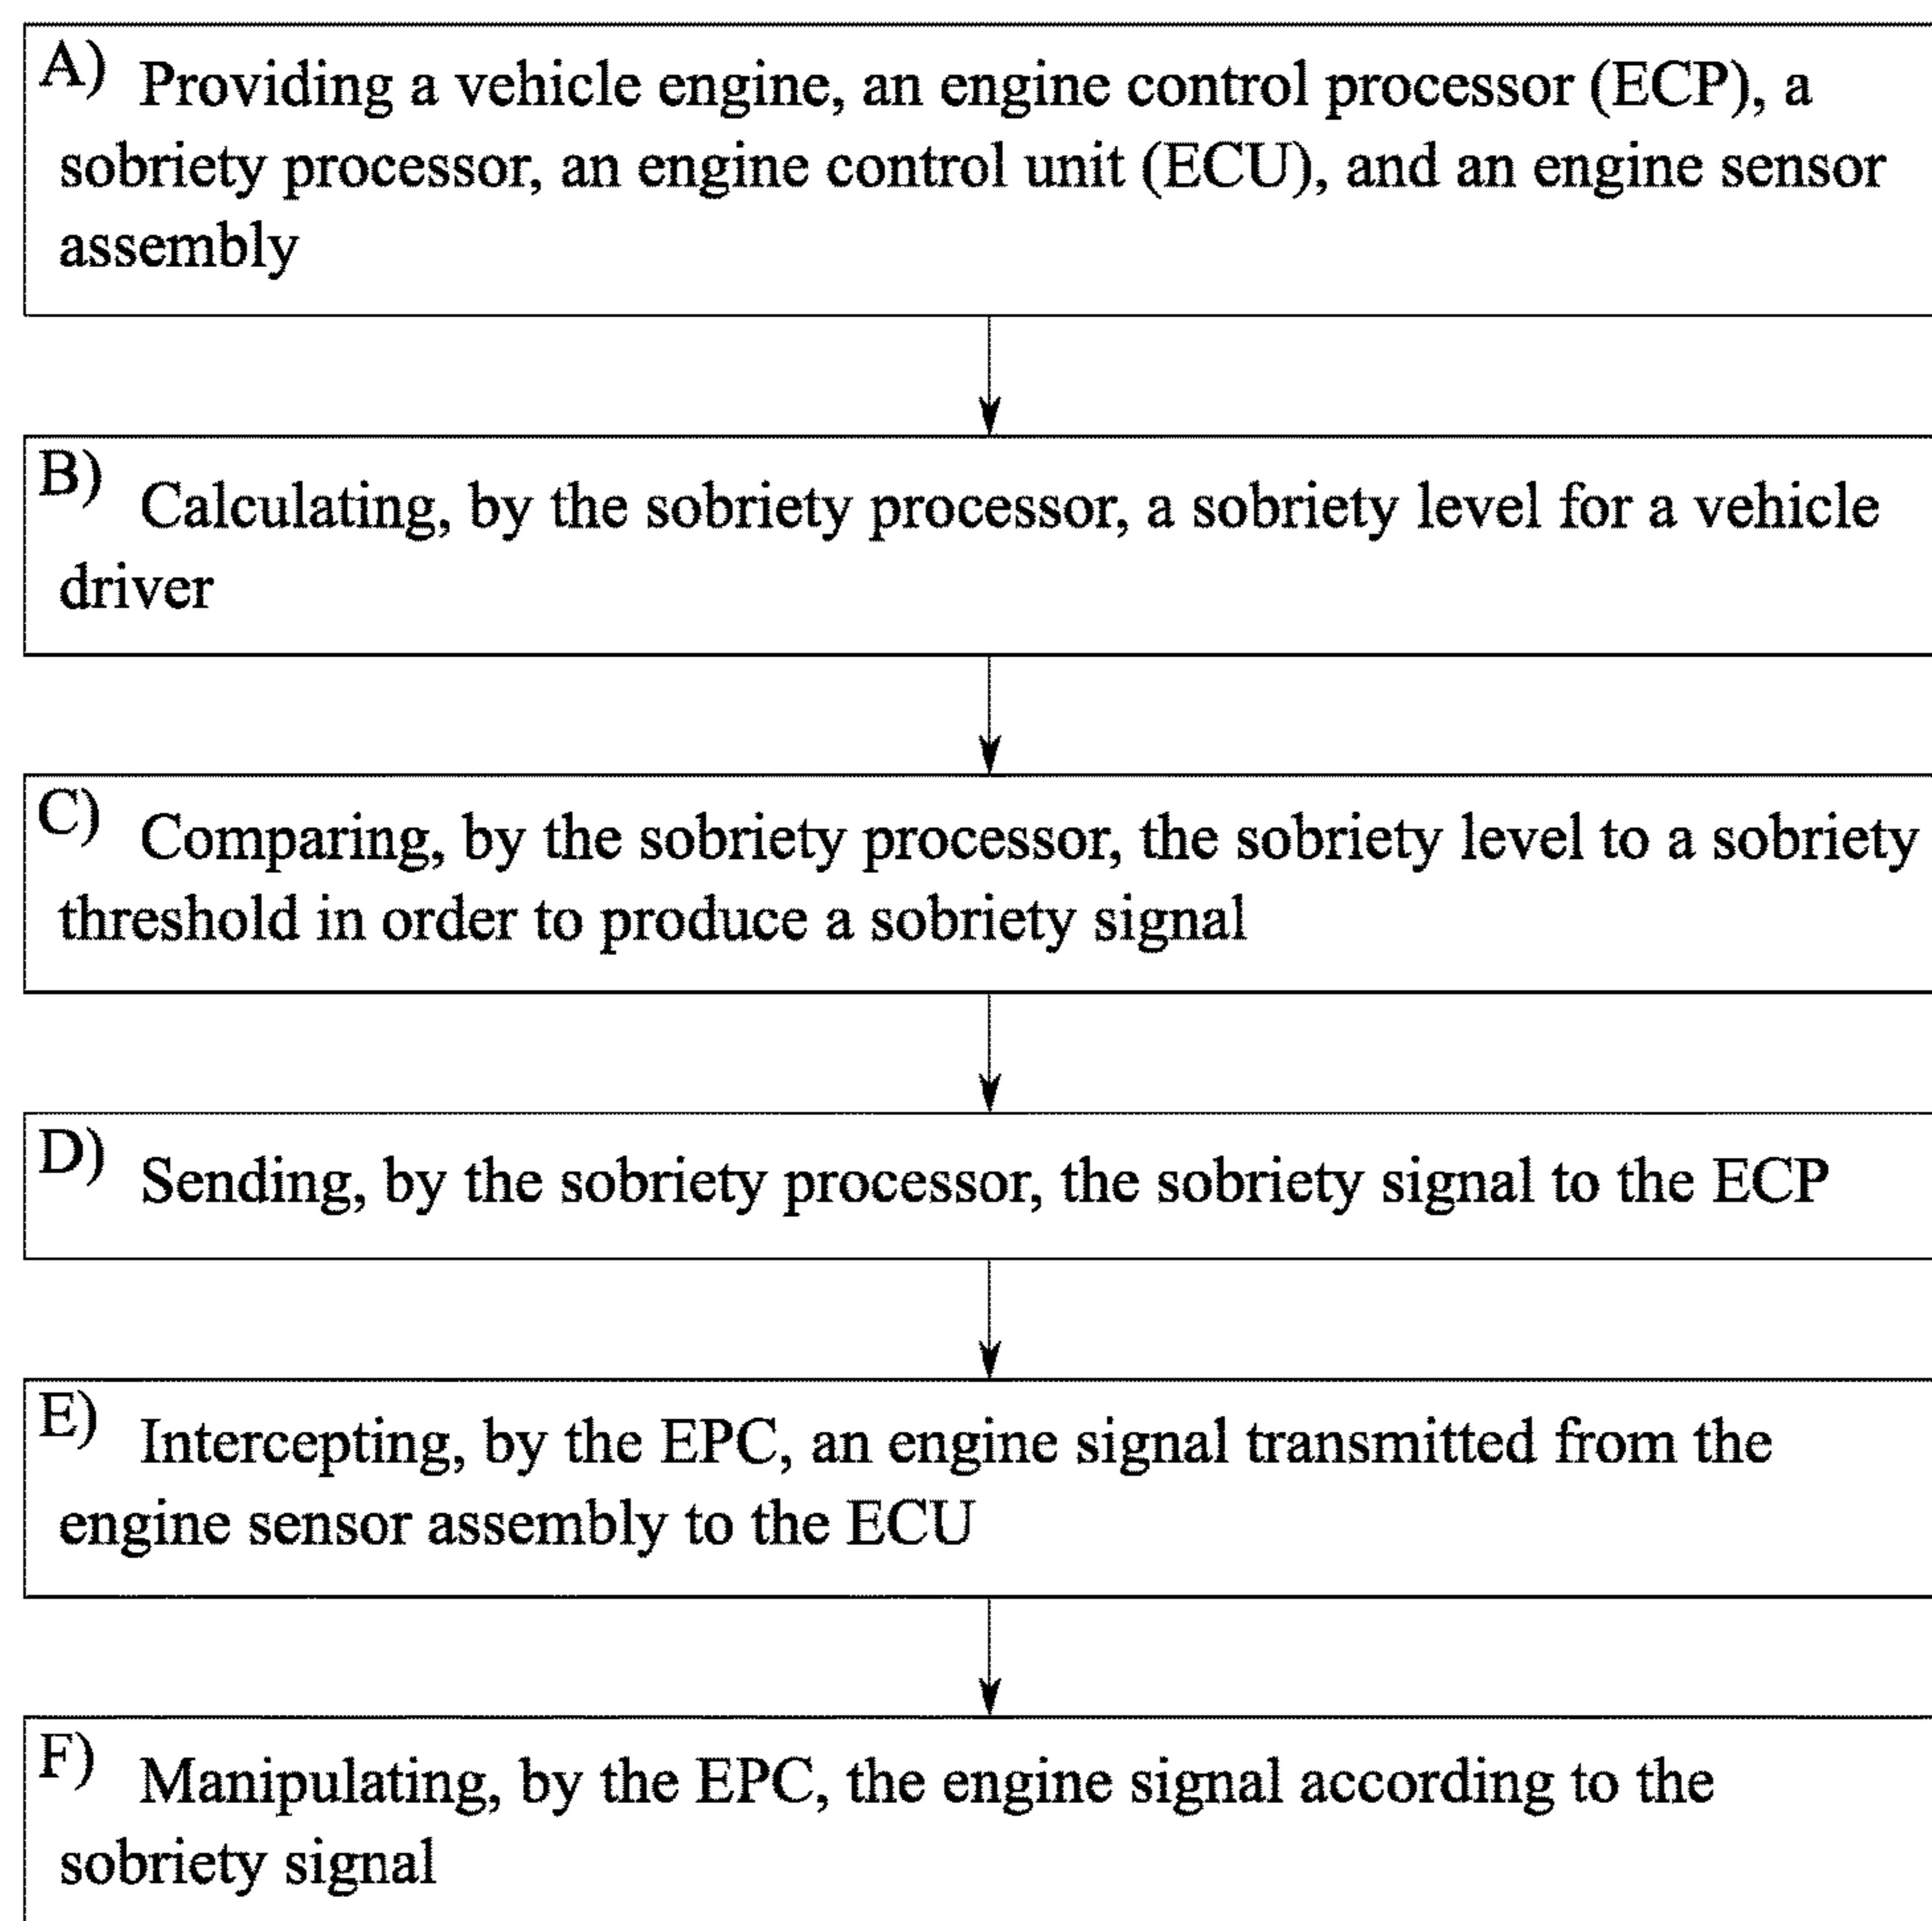 A) Providing a vehicle engine, an engine control processor (ECP), a
sobriety processor, an engine control unit (ECU), and an engine sensor
assembly
B) Calculating, by the sobriety processor, a sobriety level for a vehicle
driver
C) Comparing, by the sobriety processor, the sobriety level to a sobriety
threshold in order to produce a sobriety signal
D) Sending, by the sobriety processor, the sobriety signal to the ECP
E) Intercepting, by the EPC, an engine signal transmitted from the
engine sensor assembly to the ECU
F) Manipulating, by the EPC, the engine signal according to the
sobriety signal